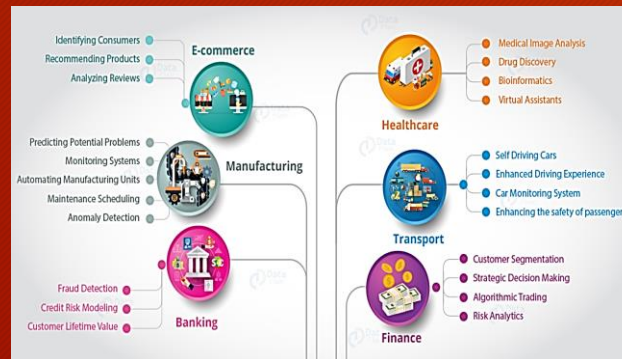 Identifying Consumers
Recommending Products
Analyzing Reviews
E-commerce
Predicting Potential Problems
Monitoring Systems
Automating Manufacturing Units
Maintenance Scheduling
Anomaly Detection
Manufacturing
Fraud Detection
Credit Risk Modeling
Customer Lifetime Value
Banking
Medical Image Analysis
Drug Discovery
Bioinformatics
Virtual Assistants
Healthcare
Self Driving Cars
Enhanced Driving Experience
Car Monitoring System
Enhancing the safety of passenger
Transport
Customer Segmentation
Strategic Decision Making
Algorithmic Trading
Risk Analytics
Finance